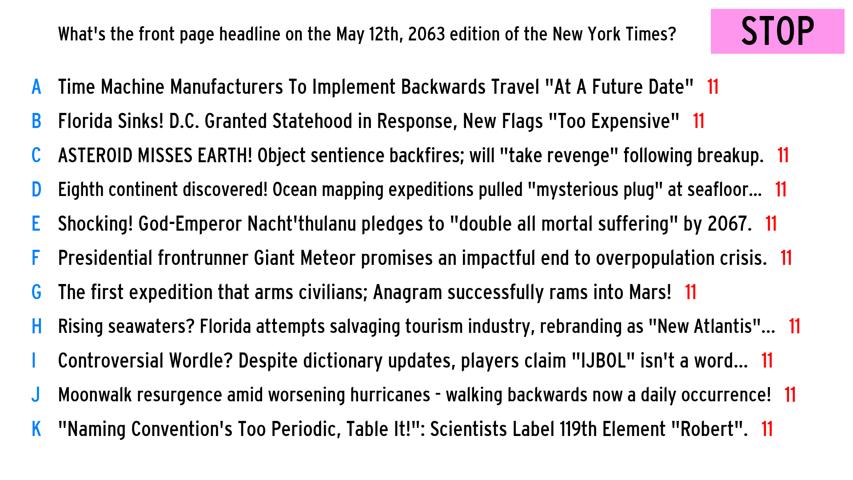 What's the front page headline on the May 12th, 2063 edition of the New York Times?
STOP
A Time Machine Manufacturers To Implement Backwards Travel "At A Future Date" 11
B Florida Sinks! D.C. Granted Statehood in Response, New Flags "Too Expensive" 11
C ASTEROID MISSES EARTH! Object sentience backfires; will "take revenge" following breakup. 11
D Eighth continent discovered! Ocean mapping expeditions pulled "mysterious plug" at seafloor... 11
E Shocking! God-Emperor Nacht'thulanu pledges to "double all mortal suffering" by 2067. 11
F Presidential frontrunner Giant Meteor promises an impactful end to overpopulation crisis. 11
G The first expedition that arms civilians; Anagram successfully rams into Mars! 11
H Rising seawaters? Florida attempts salvaging tourism industry, rebranding as "New Atlantis"... 11
I Controversial Wordle? Despite dictionary updates, players claim "IJBOL" isn't a word... 11
J Moonwalk resurgence amid worsening hurricanes - walking backwards now a daily occurrence! 11
K "Naming Convention's Too Periodic, Table It!": Scientists Label 119th Element "Robert". 11